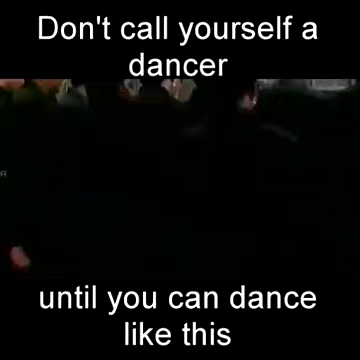 Don't call yourself a
dancer
R
until you can dance
like this